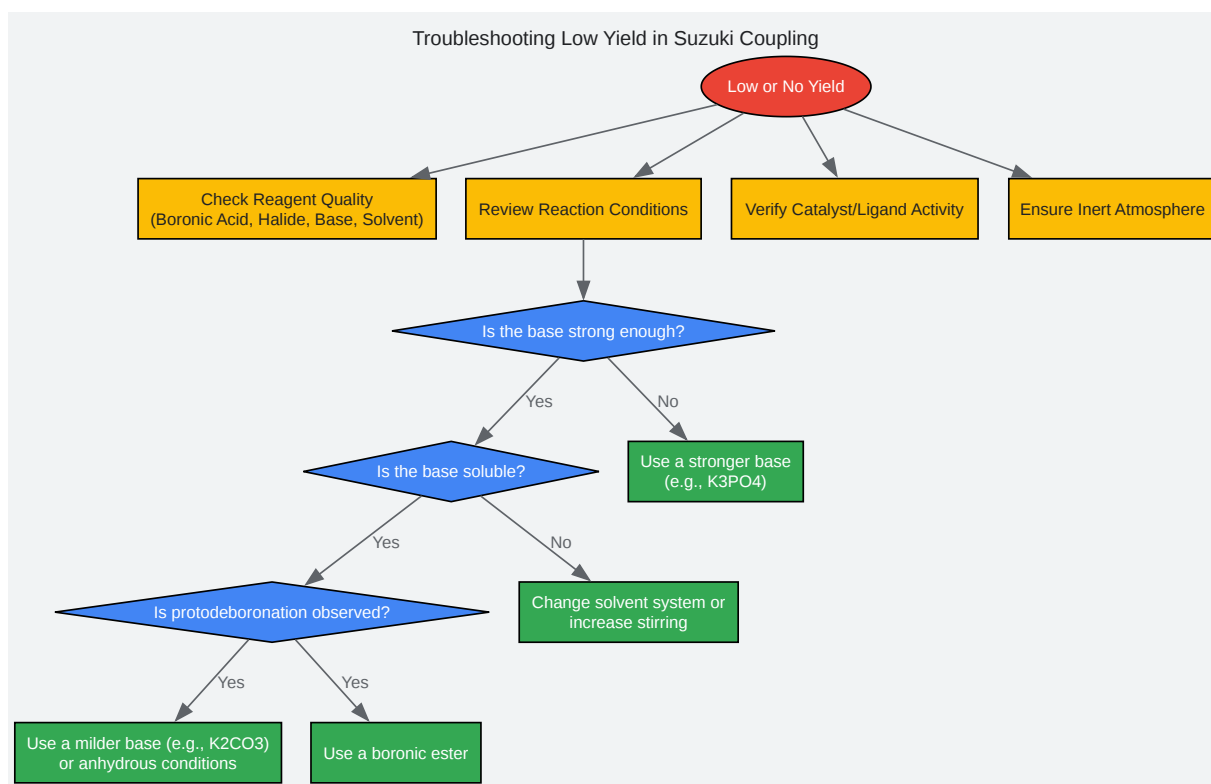 Troubleshooting Low Yield in Suzuki Coupling
Low or No Yield
Check Reagent Quality
(Boronic Acid, Halide, Base, Solvent)
Review Reaction Conditions
Verify Catalyst/Ligand Activity
Ensure Inert Atmosphere
Is the base strong enough?
Yes
No
Is the base soluble?
Use a stronger base
(e.g., K3PO4)
Yes
No
Is protodeboronation observed?
Change solvent system or
increase stirring
Yes
Yes
Use a milder base (e.g., K2CO3)
or anhydrous conditions
Use a boronic ester